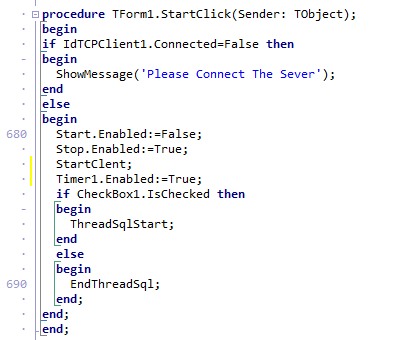 procedure TForm1.StartClick(Sender: TObject);
begin
if IdTCPClient1.Connected=False then
begin
ShowMessage('Please Connect The Sever');
end
else
begin
680 Start.Enabled:=False;
Stop.Enabled:=True;
StartClent;
Timer1.Enabled:=True;
if CheckBox1.IsChecked then
begin
ThreadSqlStart;
end
else
begin
690 EndThreadSql;
end;
end;
end;